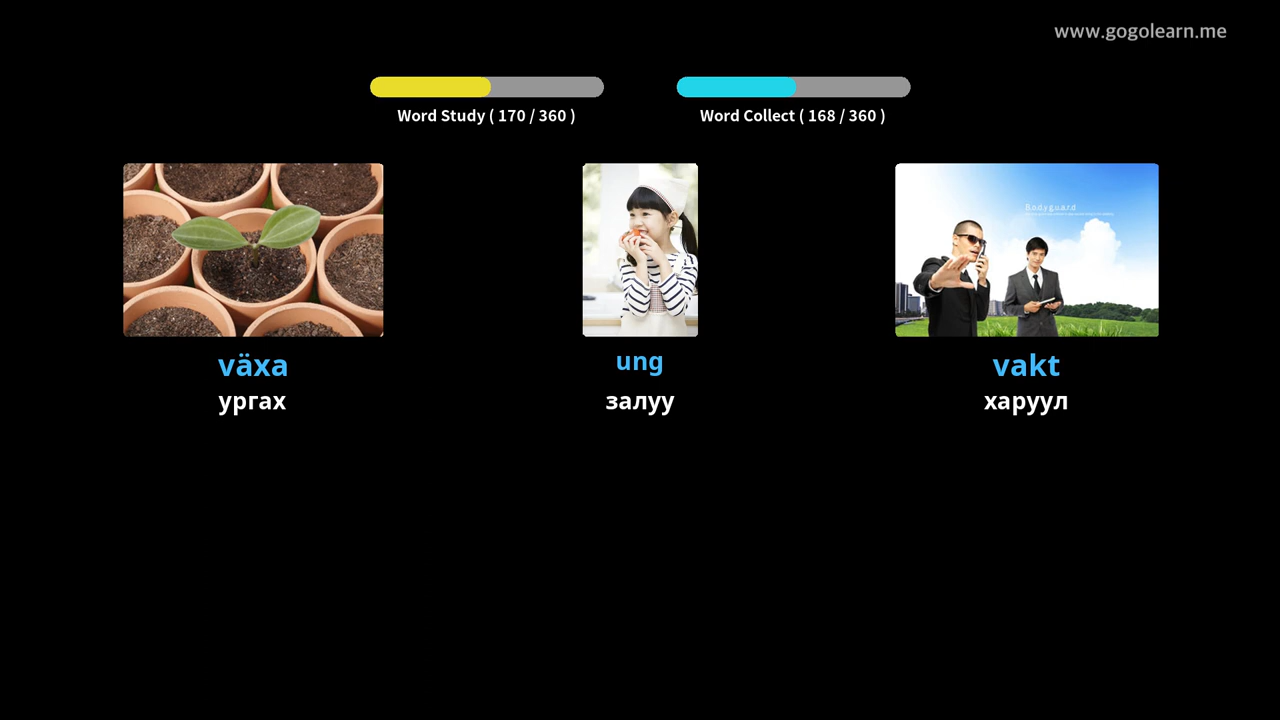 www.gogolearn.me
Word Study ( 170 / 360 )
Word Collect ( 168 / 360 )
Bodyguard
växa
ung
vakt
ургах
залуу
харуул